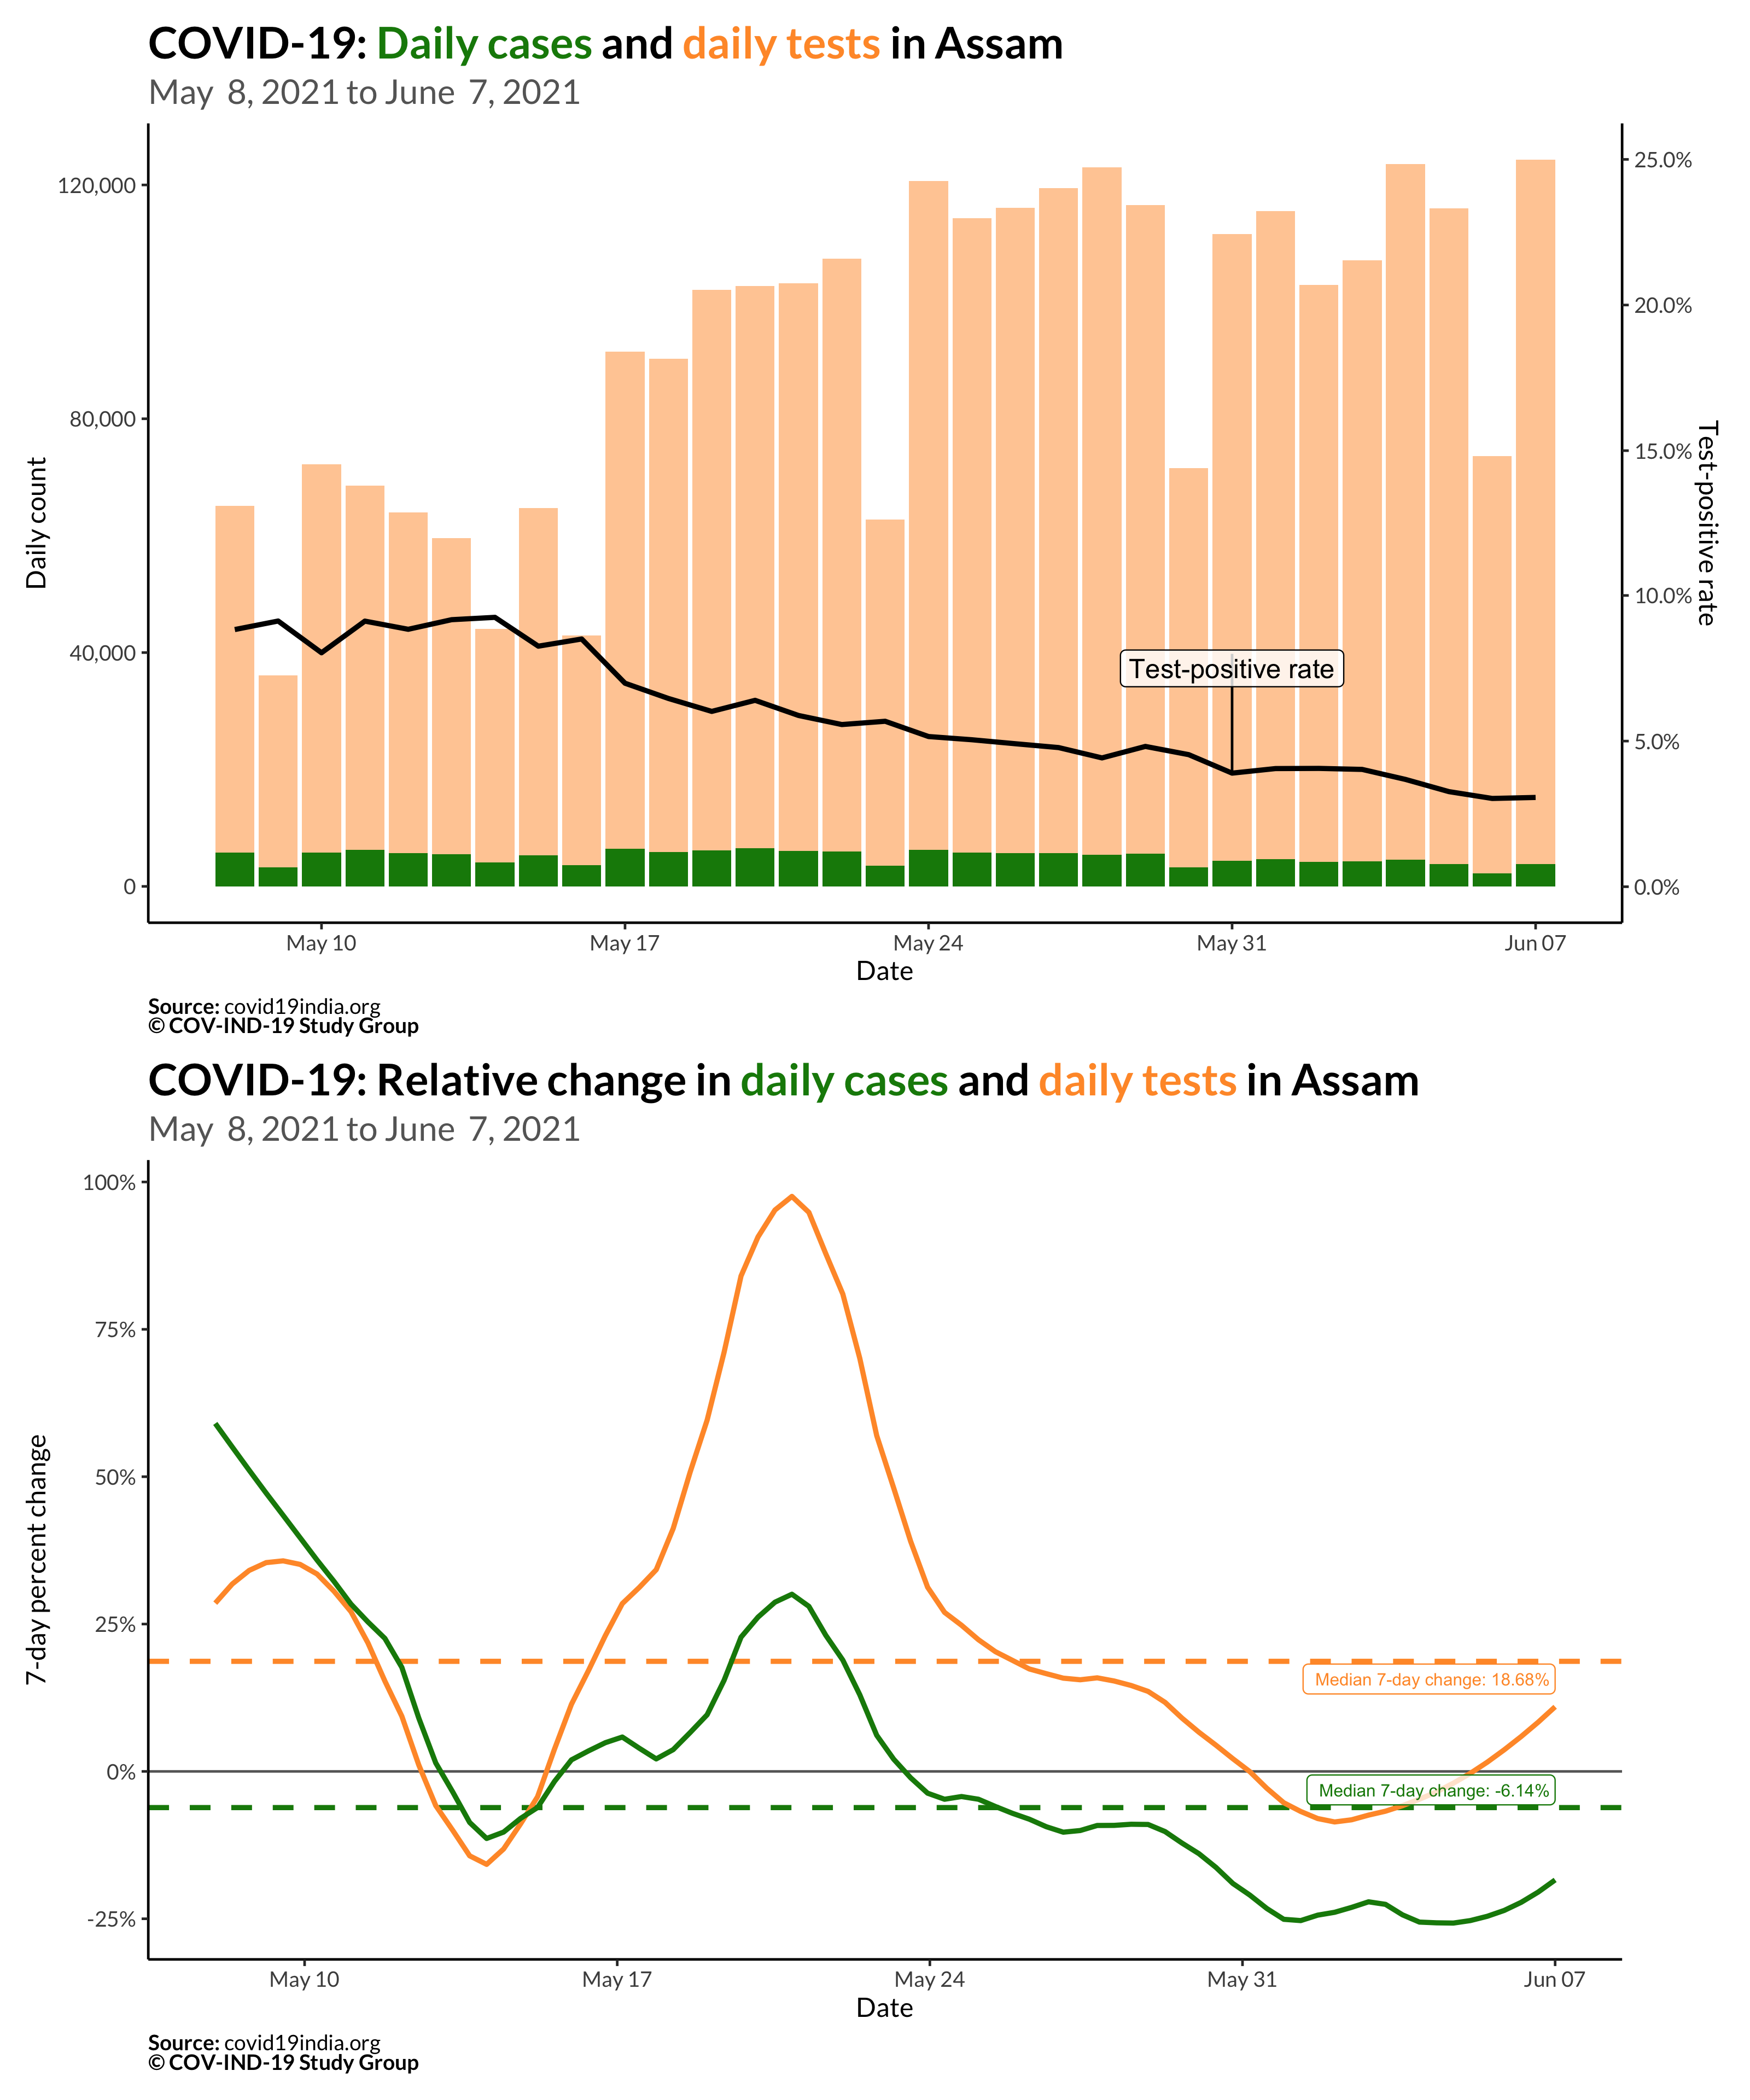 COVID-19: Daily cases and daily tests in Assam
May 8, 2021 to June 7, 2021
120,000
80,000
40,000
0
Daily count
25.0%
20.0%
15.0%
10.0%
5.0%
0.0%
Test-positive rate
Test-positive rate
May 10
May 17
May 24
May 31
Jun 07
Date
Source: covid19india.org
© COV-IND-19 Study Group
COVID-19: Relative change in daily cases and daily tests in Assam
May 8, 2021 to June 7, 2021
100%
75%
50%
25%
0%
-25%
7-day percent change
Median 7-day change: 18.68%
Median 7-day change: -6.14%
May 10
May 17
May 24
May 31
Jun 07
Date
Source: covid19india.org
© COV-IND-19 Study Group